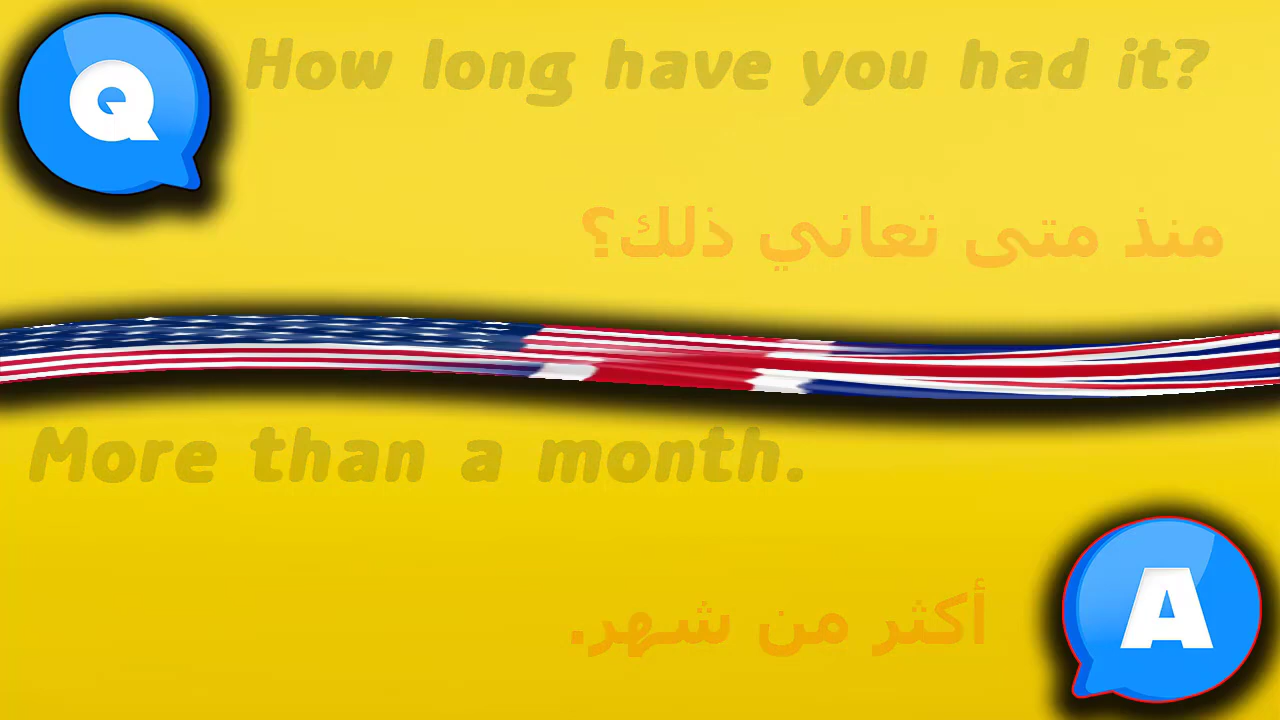 Q
How long have you had it?
منذ متى تعاني ذلك؟
More than a month.
أكثر من شهر.
A